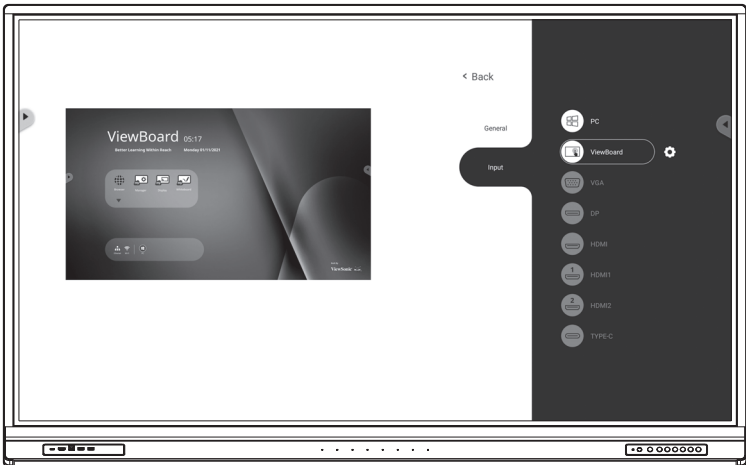 < Back
General
Input
PC
ViewBoard
VGA
DP
HDMI
1
HDMI1
2
HDMI2
TYPE-C
ViewBoard 05:17
Better Learning Within Reach Monday 01/11/2021
ViewSonic